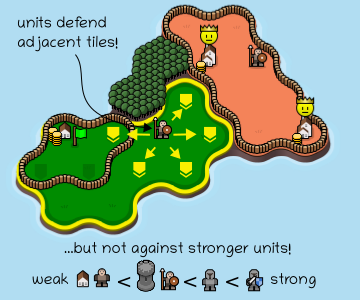 units defend
adjacent tiles!
...but not against stronger units!
weak < < < strong